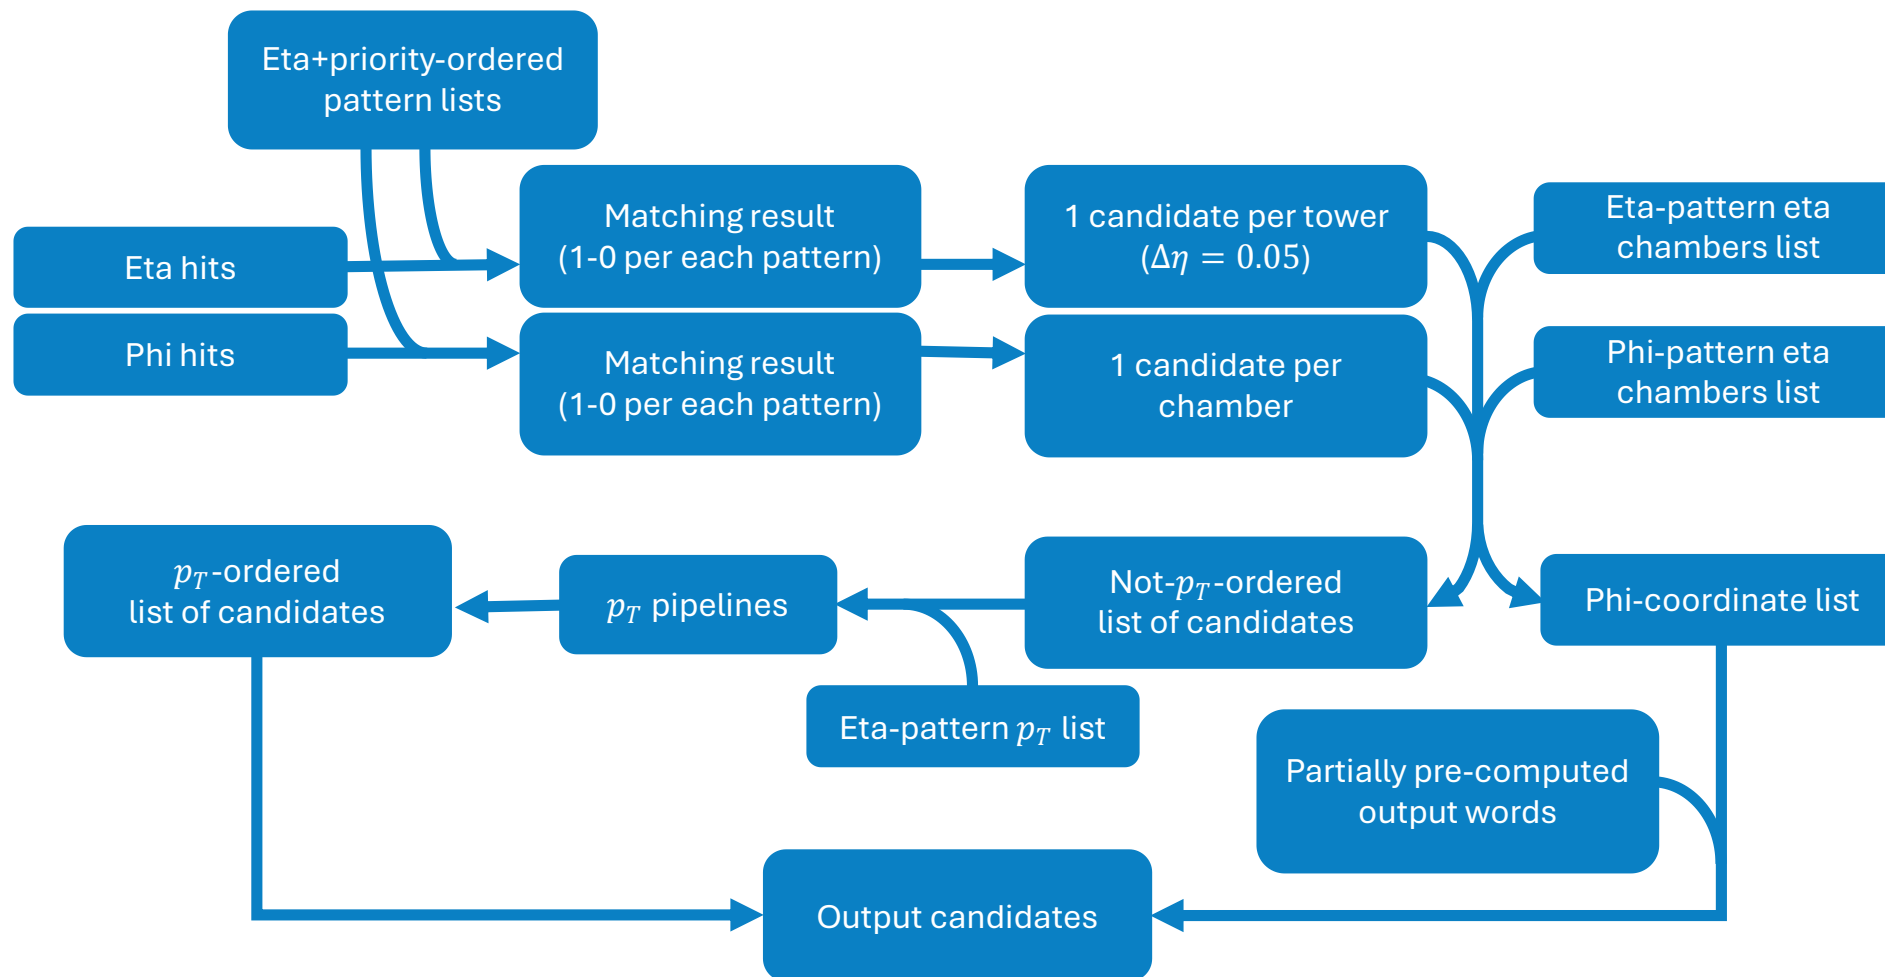 Eta+priority-ordered
pattern lists
Eta hits
Phi hits
Matching result
(1-0 per each pattern)
Matching result
(1-0 per each pattern)
1 candidate per tower
(Δη = 0.05)
1 candidate per
chamber
Eta-pattern eta
chambers list
Phi-pattern eta
chambers list
p_T-ordered
list of candidates
p_T pipelines
Not-p_T-ordered
list of candidates
Phi-coordinate list
Eta-pattern p_T list
Partially pre-computed
output words
Output candidates